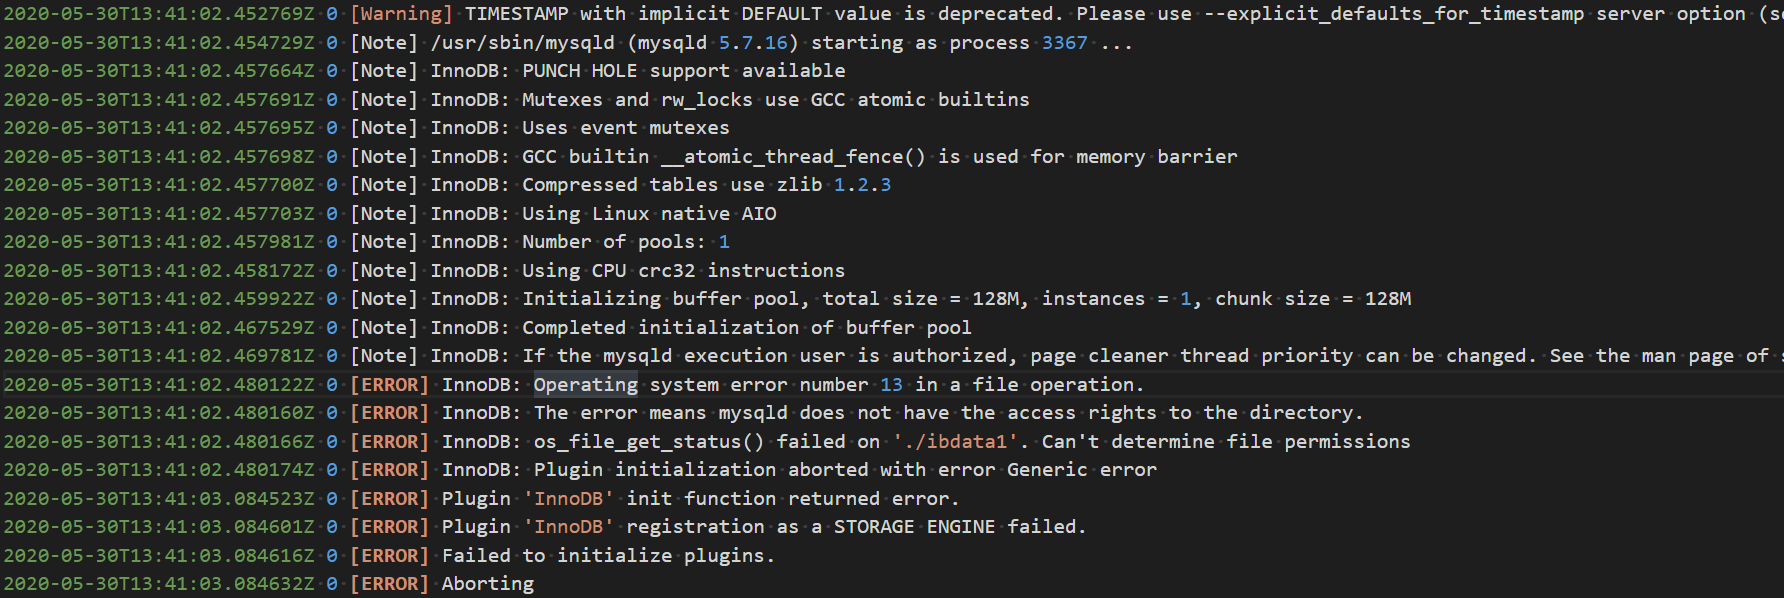 2020-05-30T13:41:02.452769Z 0 [Warning] TIMESTAMP with implicit DEFAULT value is deprecated. Please use --explicit_defaults_for_timestamp server option
2020-05-30T13:41:02.454729Z 0 [Note] /usr/sbin/mysqld (mysqld 5.7.16) starting as process 3367 ...
2020-05-30T13:41:02.457664Z 0 [Note] InnoDB: PUNCH HOLE support available
2020-05-30T13:41:02.457691Z 0 [Note] InnoDB: Mutexes and rw_locks use GCC atomic builtins
2020-05-30T13:41:02.457695Z 0 [Note] InnoDB: Uses event mutexes
2020-05-30T13:41:02.457698Z 0 [Note] InnoDB: GCC builtin __atomic_thread_fence() is used for memory barrier
2020-05-30T13:41:02.457700Z 0 [Note] InnoDB: Compressed tables use zlib 1.2.3
2020-05-30T13:41:02.457703Z 0 [Note] InnoDB: Using Linux native AIO
2020-05-30T13:41:02.457981Z 0 [Note] InnoDB: Number of pools: 1
2020-05-30T13:41:02.458172Z 0 [Note] InnoDB: Using CPU crc32 instructions
2020-05-30T13:41:02.459922Z 0 [Note] InnoDB: Initializing buffer pool, total size = 128M, instances = 1, chunk size = 128M
2020-05-30T13:41:02.467529Z 0 [Note] InnoDB: Completed initialization of buffer pool
2020-05-30T13:41:02.469781Z 0 [Note] InnoDB: If the mysqld execution user is authorized, page cleaner thread priority can be changed. See the man page of
2020-05-30T13:41:02.480122Z 0 [ERROR] InnoDB: Operating system error number 13 in a file operation.
2020-05-30T13:41:02.480160Z 0 [ERROR] InnoDB: The error means mysqld does not have the access rights to the directory.
2020-05-30T13:41:02.480166Z 0 [ERROR] InnoDB: os_file_get_status() failed on './ibdata1'. Can't determine file permissions
2020-05-30T13:41:02.480174Z 0 [ERROR] InnoDB: Plugin initialization aborted with error Generic error
2020-05-30T13:41:03.084523Z 0 [ERROR] Plugin 'InnoDB' init function returned error.
2020-05-30T13:41:03.084601Z 0 [ERROR] Plugin 'InnoDB' registration as a STORAGE ENGINE failed.
2020-05-30T13:41:03.084616Z 0 [ERROR] Failed to initialize plugins.
2020-05-30T13:41:03.084632Z 0 [ERROR] Aborting